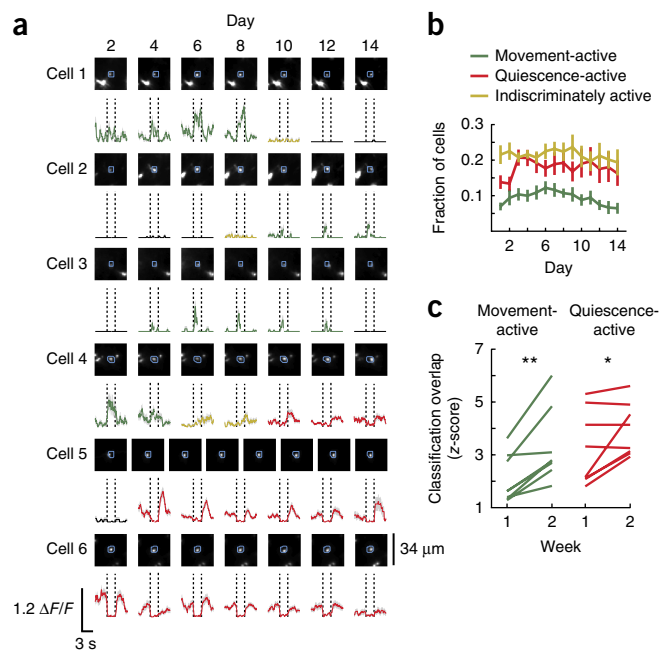 a
Day
2 4 6 8 10 12 14
Cell 1
Cell 2
Cell 3
Cell 4
Cell 5
Cell 6
34 μm
1.2 ΔF/F
3 s
b
Movement-active
Quiescence-active
Indiscriminately active
Fraction of cells
0.3
0.2
0.1
2 6 10 14
Day
c
Movement-
active
Quiescence-
active
Classification overlap
(z-score)
7
5
3
1
**
*
1 2 1 2
Week